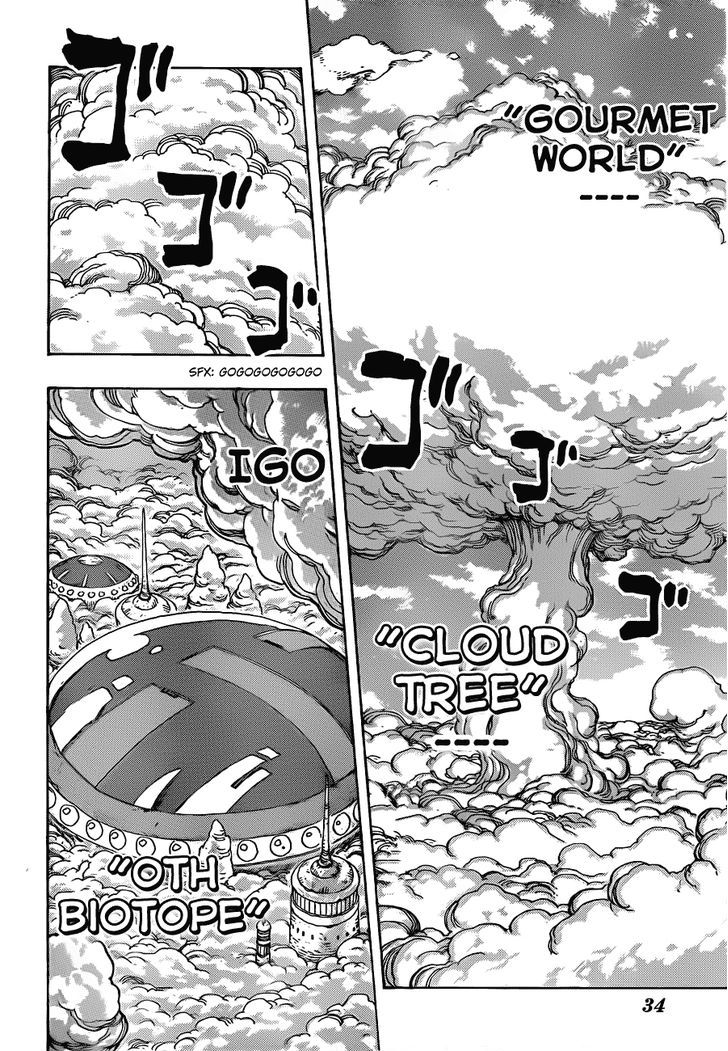 "GOURMET
WORLD"
----
ゴ
ゴ
ゴ
"CLOUD
TREE"
----
ゴ
ゴ
ゴ
SFX: GOGOGOGOGOGO
IGO
"0TH
BIOTOPE"
34